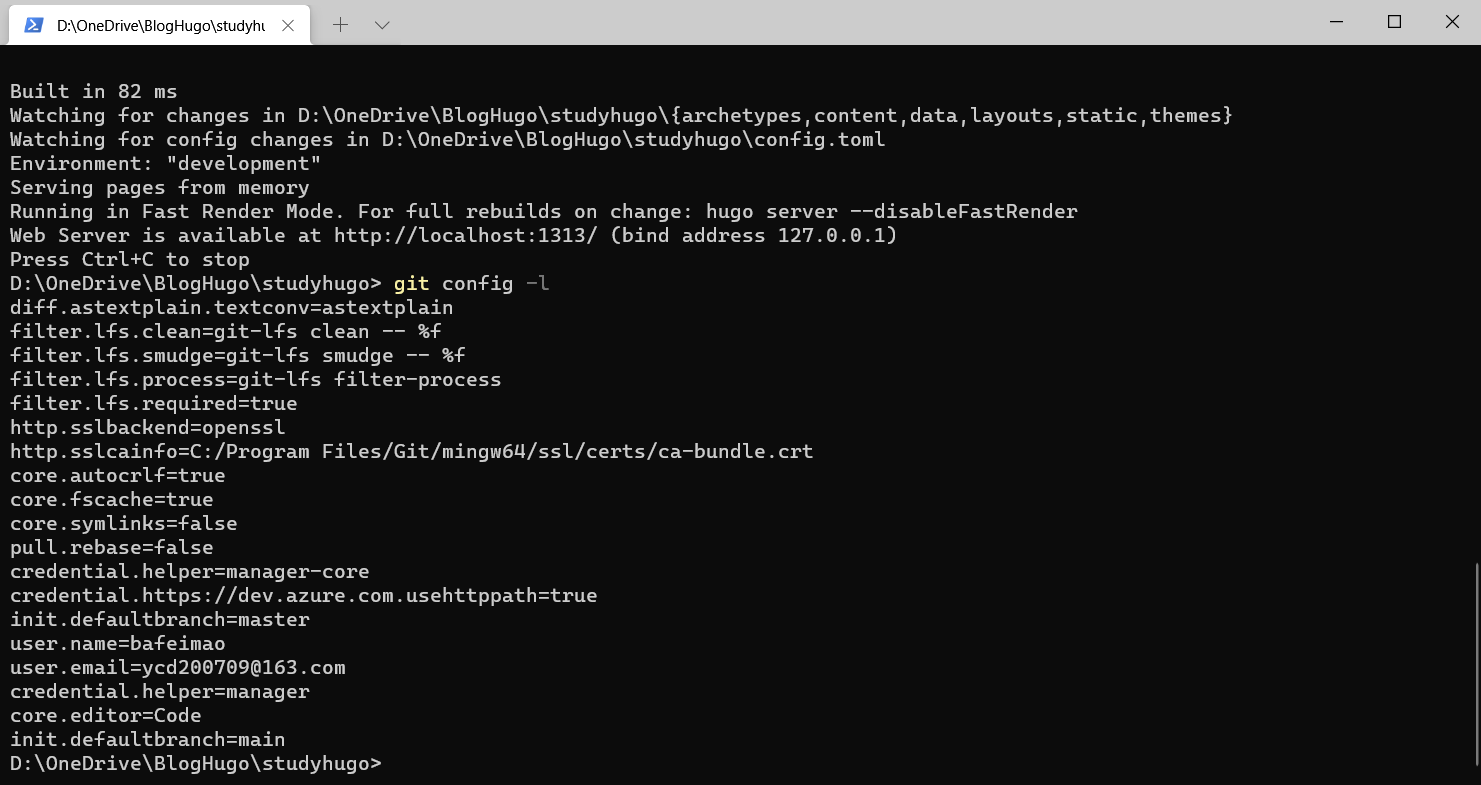 D:\OneDrive\BlogHugo\studyhu
Built in 82 ms
Watching for changes in D:\OneDrive\BlogHugo\studyhugo\{archetypes,content,data,layouts,static,themes}
Watching for config changes in D:\OneDrive\BlogHugo\studyhugo\config.toml
Environment: "development"
Serving pages from memory
Running in Fast Render Mode. For full rebuilds on change: hugo server --disableFastRender
Web Server is available at http://localhost:1313/ (bind address 127.0.0.1)
Press Ctrl+C to stop
D:\OneDrive\BlogHugo\studyhugo> git config -l
diff.astextplain.textconv=astextplain
filter.lfs.clean=git-lfs clean -- %f
filter.lfs.smudge=git-lfs smudge -- %f
filter.lfs.process=git-lfs filter-process
filter.lfs.required=true
http.sslbackend=openssl
http.sslcainfo=C:/Program Files/Git/mingw64/ssl/certs/ca-bundle.crt
core.autocrlf=true
core.fscache=true
core.symlinks=false
pull.rebase=false
credential.helper=manager-core
credential.https://dev.azure.com.usehttppath=true
init.defaultbranch=master
user.name=bafeimao
user.email=ycd200709@163.com
credential.helper=manager
core.editor=Code
init.defaultbranch=main
D:\OneDrive\BlogHugo\studyhugo>